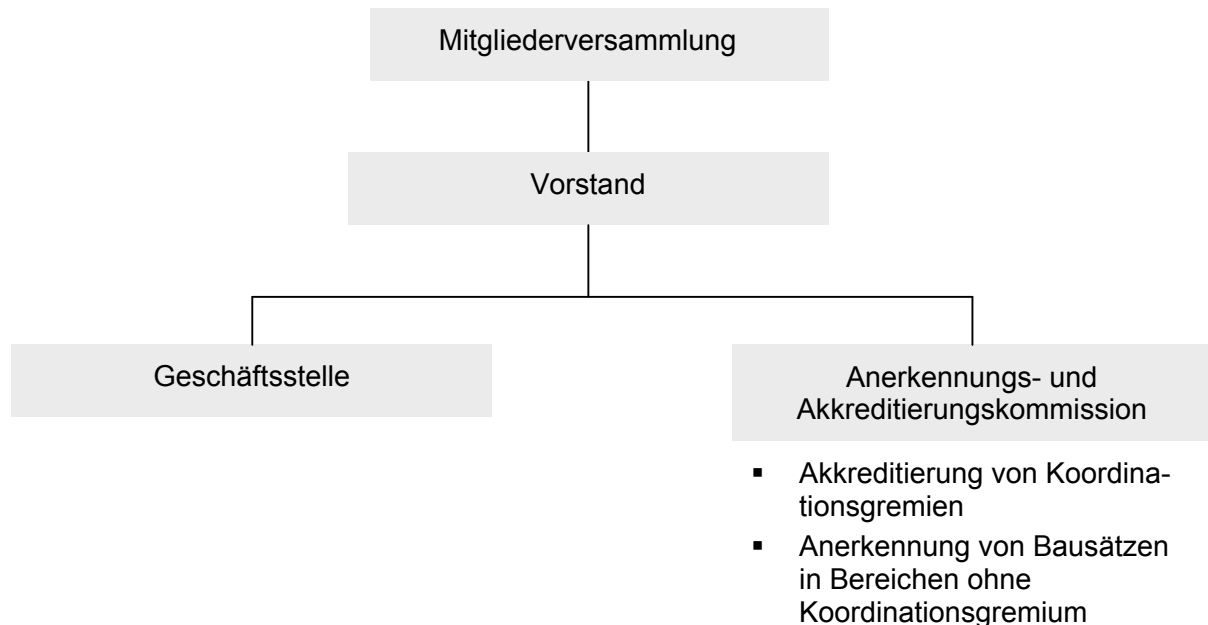 Mitgliederversammlung
Vorstand
Geschäftsstelle
Anerkennungs- und
Akkreditierungskommission
▪ Akkreditierung von Koordina-
tionsgremien
▪ Anerkennung von Bausätzen
in Bereichen ohne
Koordinationsgremium